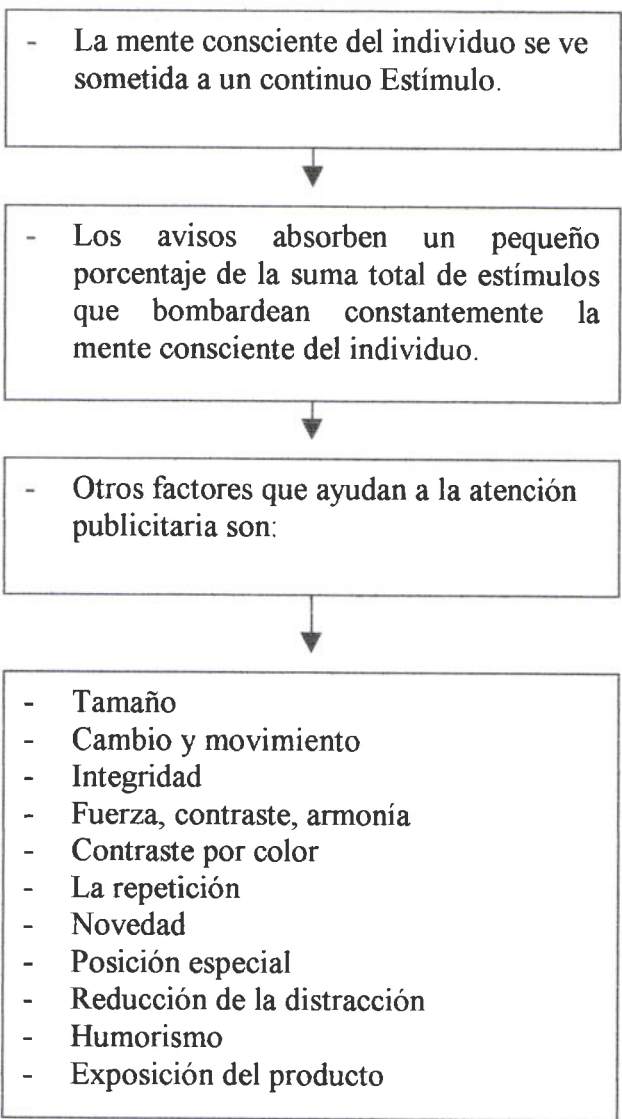 - La mente consciente del individuo se ve
sometida a un continuo Estímulo.
- Los avisos absorben un pequeño
porcentaje de la suma total de estímulos
que bombardean constantemente la
mente consciente del individuo.
- Otros factores que ayudan a la atención
publicitaria son:
- Tamaño
- Cambio y movimiento
- Integridad
- Fuerza, contraste, armonía
- Contraste por color
- La repetición
- Novedad
- Posición especial
- Reducción de la distracción
- Humorismo
- Exposición del producto